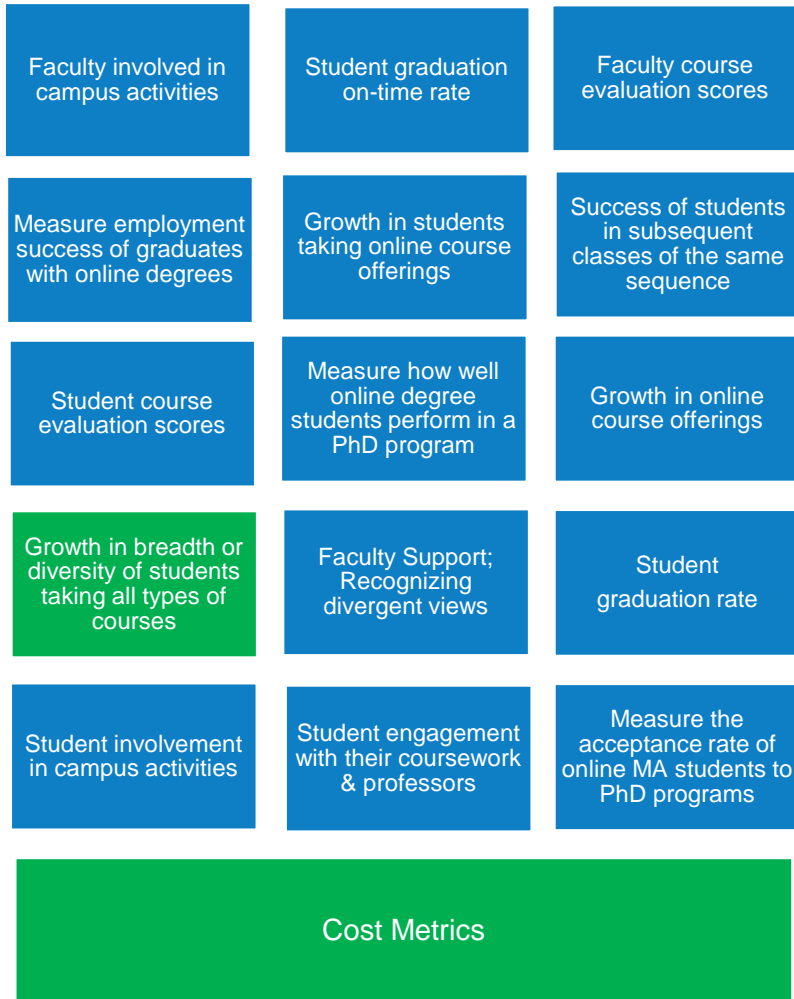 Faculty involved in
campus activities
Student graduation
on-time rate
Faculty course
evaluation scores
Measure employment
success of graduates
with online degrees
Growth in students
taking online course
offerings
Success of students
in subsequent
classes of the same
sequence
Student course
evaluation scores
Measure how well
online degree
students perform in a
PhD program
Growth in online
course offerings
Growth in breadth or
diversity of students
taking all types of
courses
Faculty Support;
Recognizing
divergent views
Student
graduation rate
Student involvement
in campus activities
Student engagement
with their coursework
& professors
Measure the
acceptance rate of
online MA students to
PhD programs
Cost Metrics